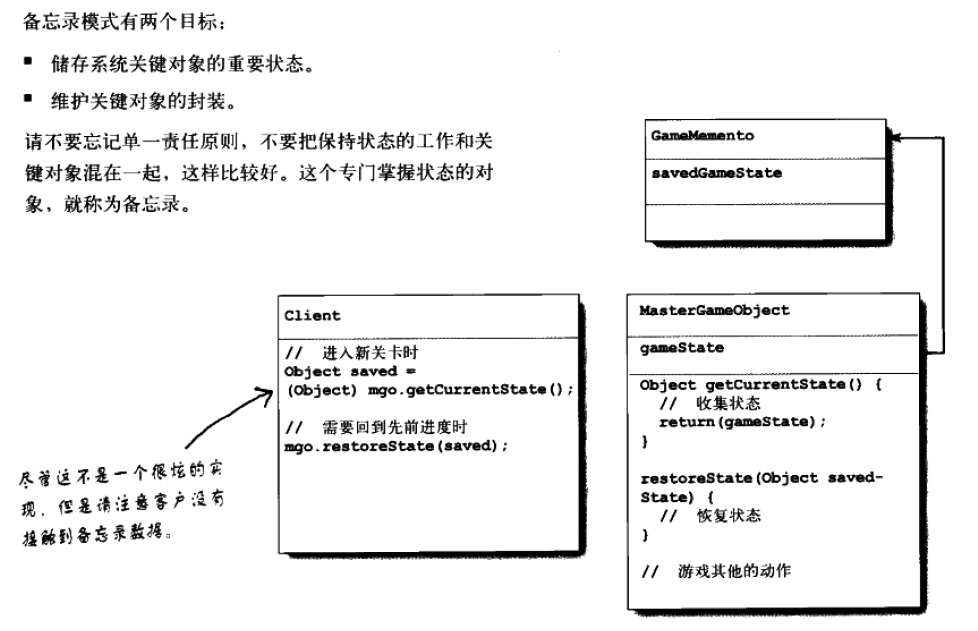 备忘录模式有两个目标：
■ 储存系统关键对象的重要状态。
■ 维护关键对象的封装。
请不要忘记单一责任原则，不要把保持状态的工作和关
键对象混在一起，这样比较好。这个专门掌握状态的对
象，就称为备忘录。
GameMemento
savedGameState
Client
// 进入新关卡时
Object saved =
(Object) mgo.getCurrentState();
// 需要回到先前进度时
mgo.restoreState(saved);
MasterGameObject
gameState
Object getCurrentState() {
// 收集状态
return(gameState);
}
restoreState(Object saved-
State) {
// 恢复状态
}
// 游戏其他的动作
尽管这不是一个很炫的实
现，但是请注意客户没有
接触到备忘录数据。